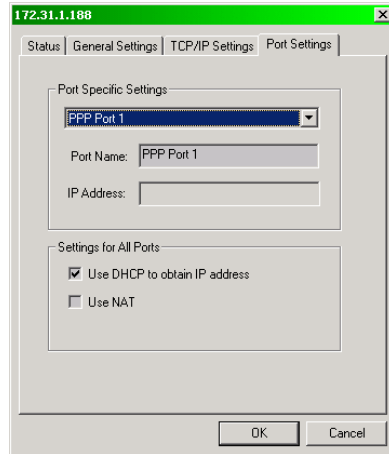 172.31.1.188
Status General Settings TCP/IP Settings Port Settings
Port Specific Settings
PPP Port 1
Port Name: PPP Port 1
IP Address:
Settings for All Ports
Use DHCP to obtain IP address
Use NAT
OK Cancel